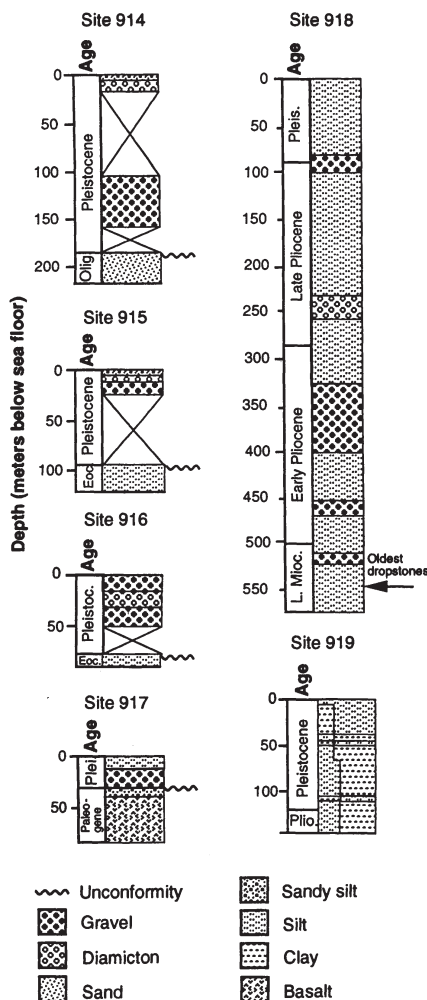 Site 914
Age
0
50
100
150
200
Pleistocene
Olig
Site 915
0
50
100
Pleistocene
Eoc.
Depth (meters below sea floor)
Site 916
Age
0
50
Pleistoc.
Eoc.
Site 917
Age
0
50
Plei.
Paleo-
gene
Site 918
Age
0
50
100
150
200
250
300
350
400
450
500
550
Pleis.
Late Pliocene
Early Pliocene
L. Mioc.
Oldest
dropstones
Site 919
Age
0
50
100
Pleistocene
Plio.
Unconformity
Gravel
Diamicton
Sand
Sandy silt
Silt
Clay
Basalt